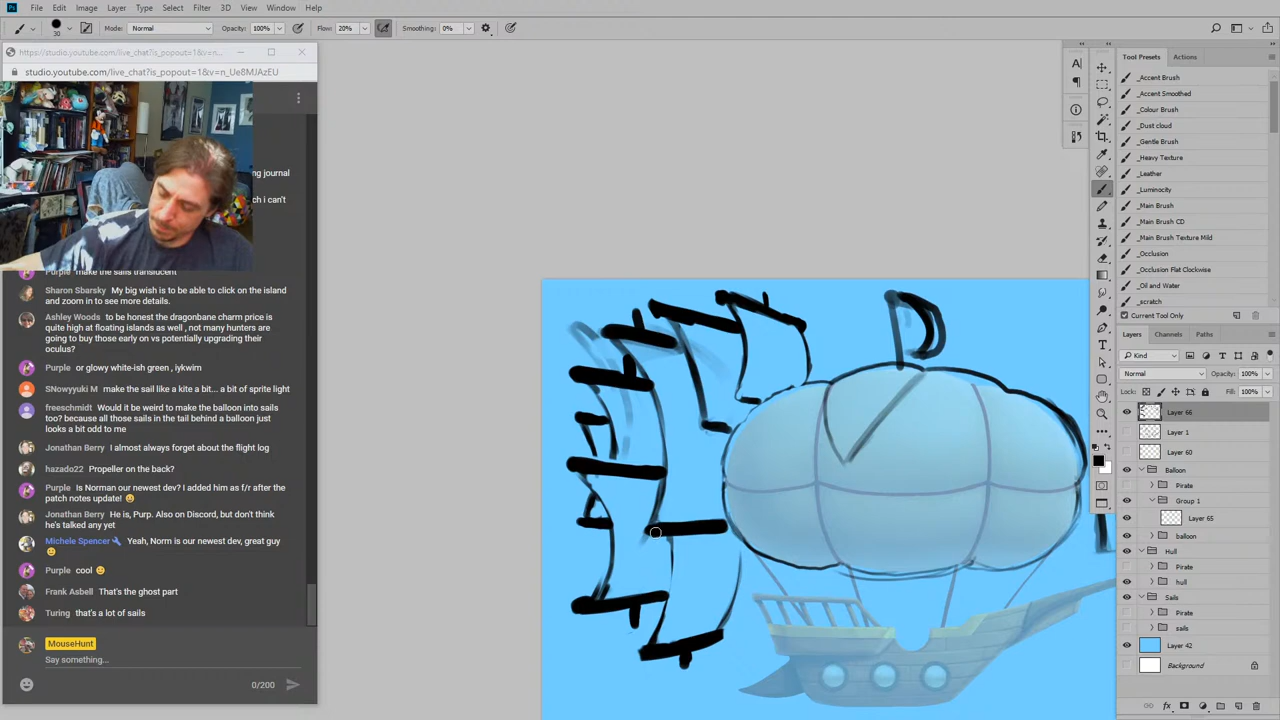 File Edit Image Layer Type Select Filter 3D View Window Help
30 Mode: Normal Opacity: 100% Flow: 20% Smoothing: 0%
https://studio.youtube.com/live_chat?is_popout=1&v=n_...
studio.youtube.com/live_chat?is_popout=1&v=n_Ue8MJAzEU
ng journal
ch i can't
Purple make the sails translucent
Sharon Sbarsky My big wish is to be able to click on the island
and zoom in to see more details.
Ashley Woods to be honest the dragonbane charm price is
quite high at floating islands as well , not many hunters are
going to buy those early on vs potentially upgrading their
oculus?
Purple or glowy white-ish green , iykwim
SNowyyuki M make the sail like a kite a bit... a bit of sprite light
freeschmidt Would it be weird to make the balloon into sails
too? because all those sails in the tail behind a balloon just
looks a bit odd to me
Jonathan Berry I almost always forget about the flight log
hazado22 Propeller on the back?
Purple Is Norman our newest dev? I added him as f/r after the
patch notes update!
Jonathan Berry He is, Purp. Also on Discord, but don't think
he's talked any yet
Michele Spencer Yeah, Norm is our newest dev, great guy
Purple cool
Frank Asbell That's the ghost part
Turing that's a lot of sails
MouseHunt
Say something...
0/200
Tool Presets Actions
_Accent Brush
_Accent Smoothed
_Colour Brush
_Dust cloud
_Gentle Brush
_Heavy Texture
_Leather
_Luminocity
_Main Brush
_Main Brush CD
_Main Brush Texture Mild
_Occlusion
_Occlusion Flat Clockwise
_Oil and Water
_scratch
Current Tool Only
Layers Channels Paths
Kind
Normal Opacity: 100%
Lock: Fill: 100%
Layer 66
Layer 1
Layer 60
Balloon
Pirate
Group 1
Layer 65
balloon
Hull
Pirate
hull
Sails
Pirate
sails
Layer 42
Background